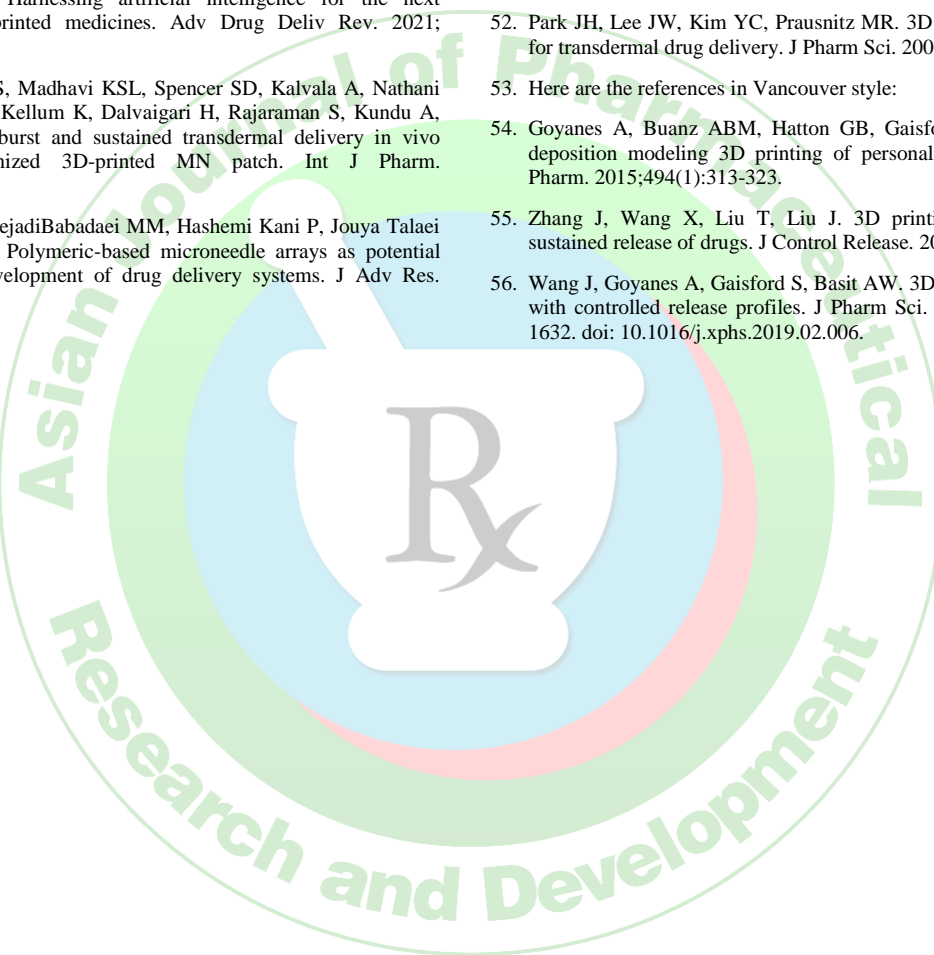 Harnessing artificial intelligence for the next
printed medicines. Adv Drug Deliv Rev. 2021;
S, Madhavi KSL, Spencer SD, Kalvala A, Nathani
Kellum K, Dalvaigari H, Rajaraman S, Kundu A,
burst and sustained transdermal delivery in vivo
3D-printed MN patch. Int J Pharm.
MM, Hashemi Kani P, Jouya Talaei
Polymeric-based microneedle arrays as potential
of drug delivery systems. J Adv Res.
52. Park JH, Lee JW, Kim YC, Prausnitz MR. 3D
for transdermal drug delivery. J Pharm Sci. 200
53. Here are the references in Vancouver style:
54. Goyanes A, Buanz ABM, Hatton GB, Gaisfo
deposition modeling 3D printing of personal
Pharm. 2015;494(1):313-323.
55. Zhang J, Wang X, Liu T, Liu J. 3D printi
sustained release of drugs. J Control Release. 20
56. Wang J, Goyanes A, Gaisford S, Basit AW. 3D
with controlled release profiles. J Pharm Sci.
1632. doi: 10.1016/j.xphs.2019.02.006.
Asian Journal of Pharmaceutical
Research and Development
Rx